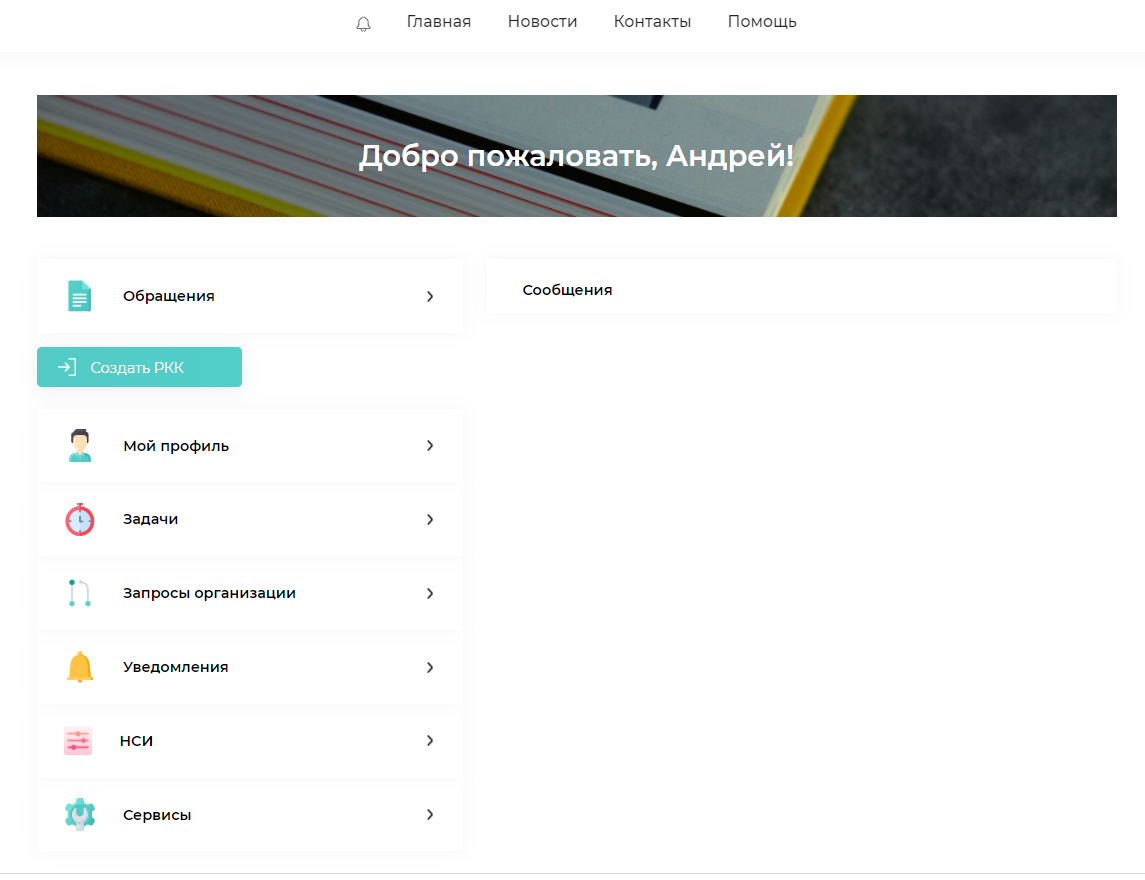 Главная Новости Контакты Помощь
Добро пожаловать, Андрей!
Обращения
Сообщения
Создать РКК
Мой профиль
Задачи
Запросы организации
Уведомления
НСИ
Сервисы